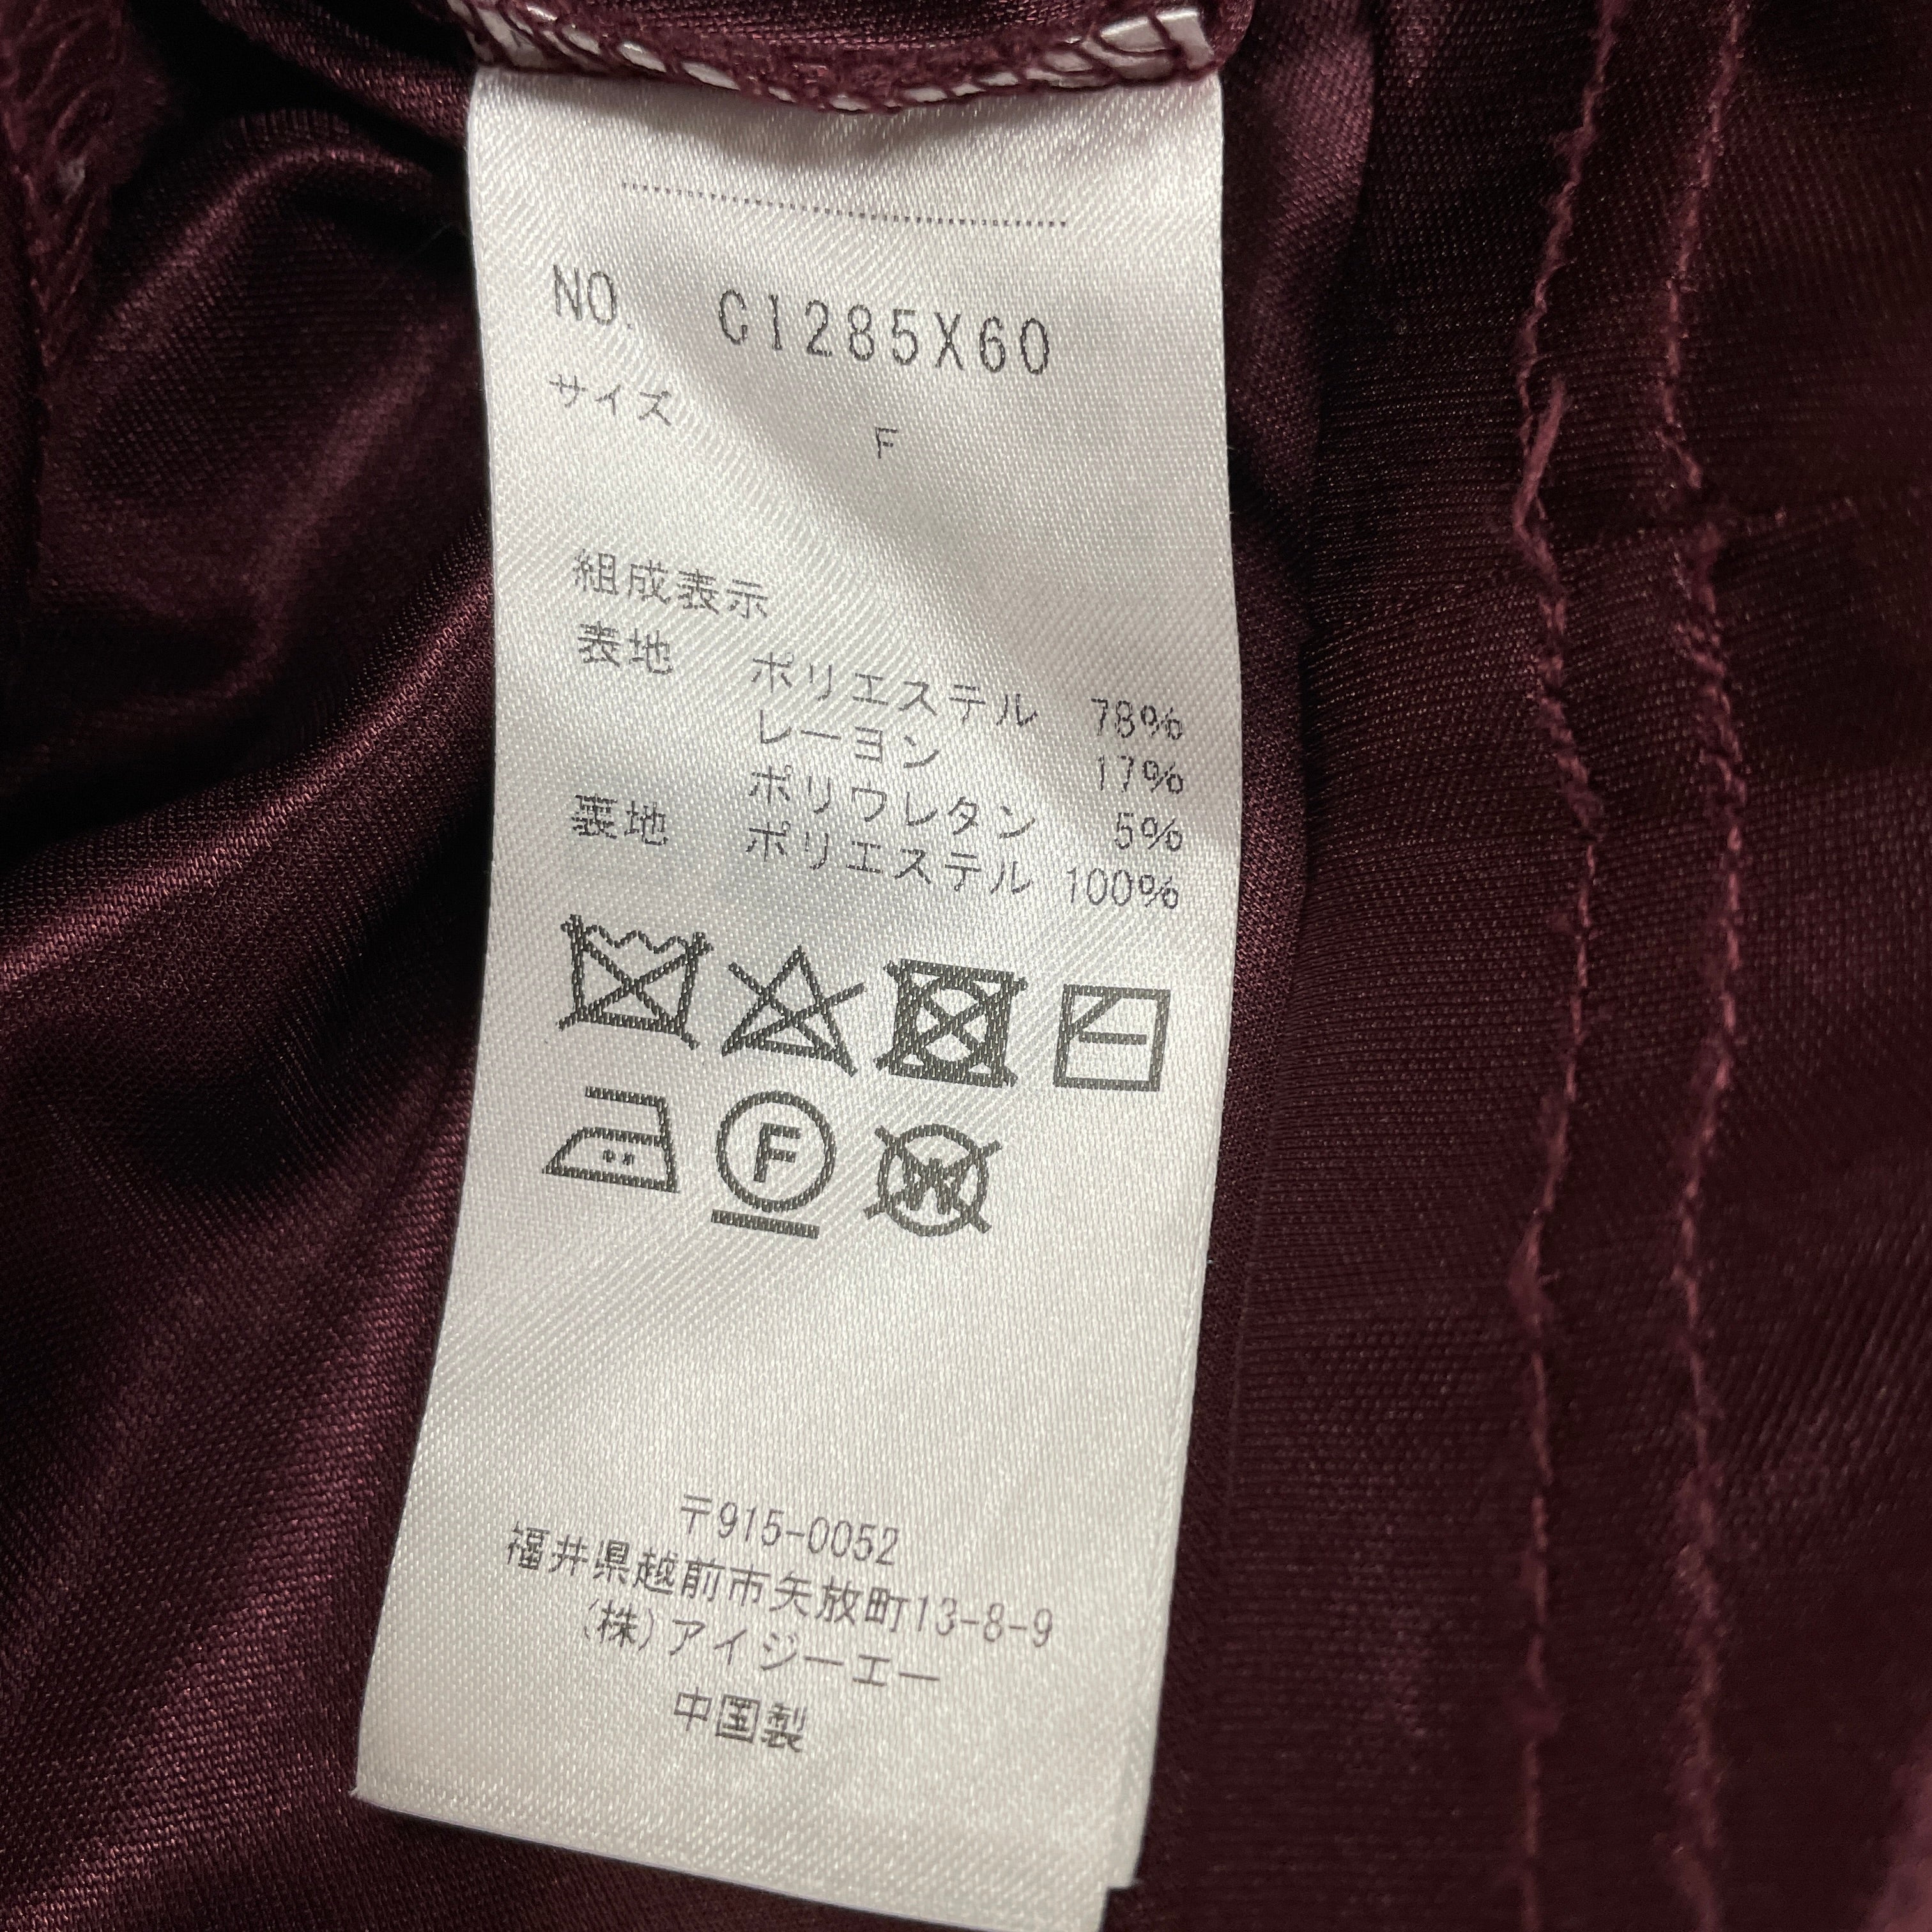 NO. CI285X60
サイズ F
組成表示
表地 ポリエステル 78%
レーヨン 17%
ポリウレタン 5%
裏地 ポリエステル 100%
F
W
〒915-0052
福井県越前市矢放町13-8-9
(株)アイジーエー
中国製